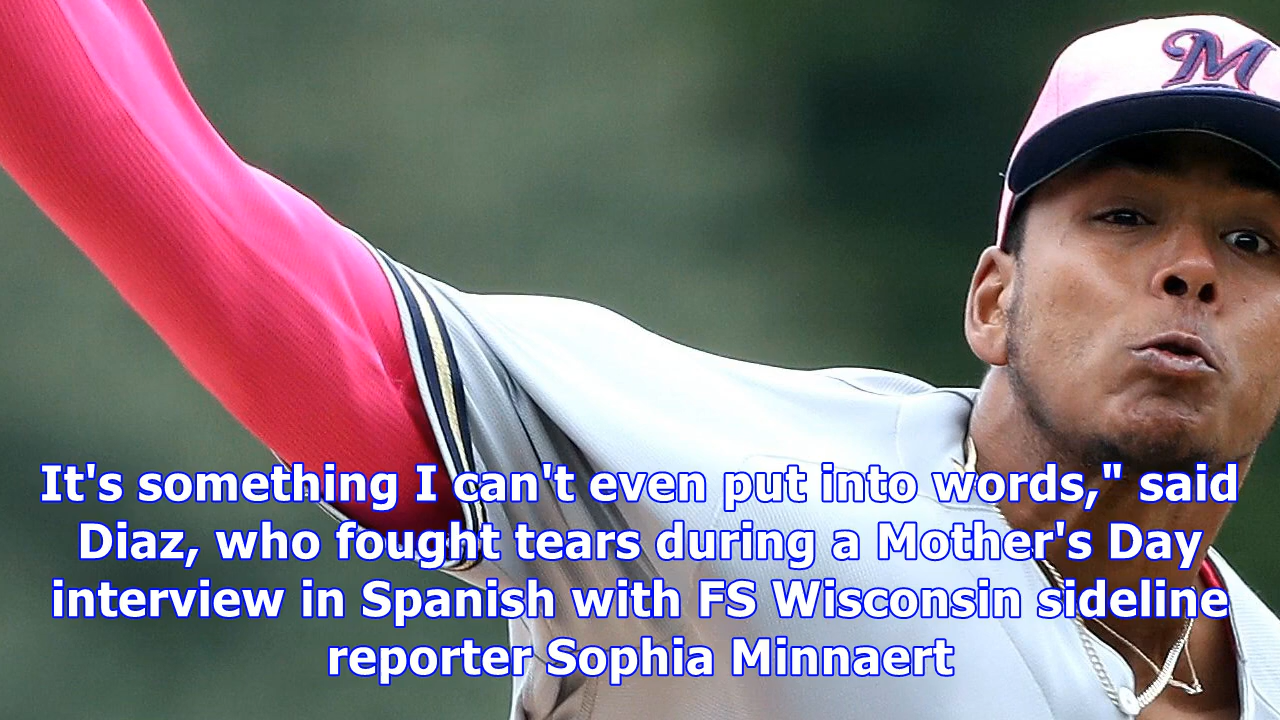 M
It's something I can't even put into words," said
Diaz, who fought tears during a Mother's Day
interview in Spanish with FS Wisconsin sideline
reporter Sophia Minnaert